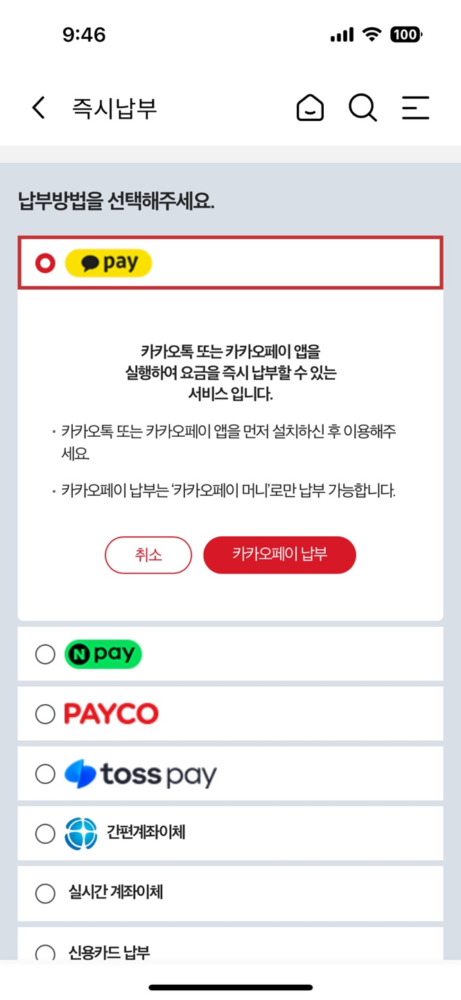 9:46
100
즉시납부
납부방법을 선택해주세요.
pay
카카오톡 또는 카카오페이 앱을
실행하여 요금을 즉시 납부할 수 있는
서비스 입니다.
· 카카오톡 또는 카카오페이 앱을 먼저 설치하신 후 이용해주
세요.
· 카카오페이 납부는 ‘카카오페이 머니’로만 납부 가능합니다.
취소 카카오페이 납부
N pay
PAYCO
toss pay
간편계좌이체
실시간 계좌이체
신용카드 납부